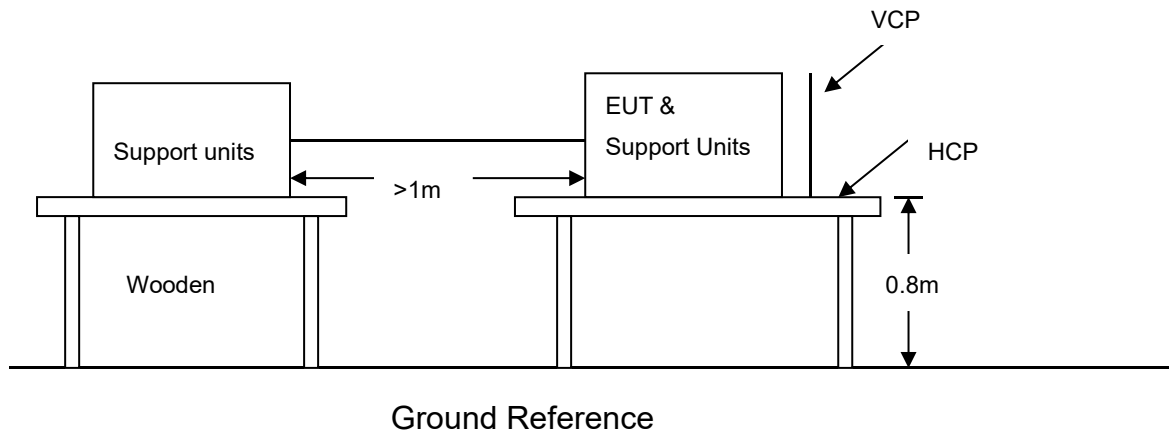 VCP
EUT &
Support Units
Support units
HCP
>1m
Wooden
0.8m
Ground Reference